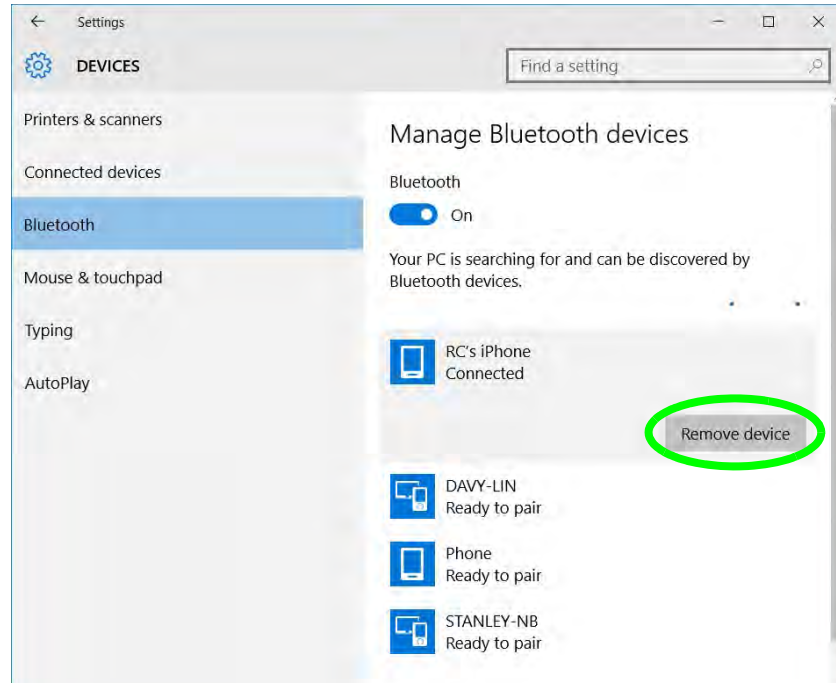 Settings
DEVICES
Find a setting
Printers & scanners
Connected devices
Bluetooth
Mouse & touchpad
Typing
AutoPlay
Manage Bluetooth devices
Bluetooth
On
Your PC is searching for and can be discovered by
Bluetooth devices.
RC's iPhone
Connected
Remove device
DAVY-LIN
Ready to pair
Phone
Ready to pair
STANLEY-NB
Ready to pair